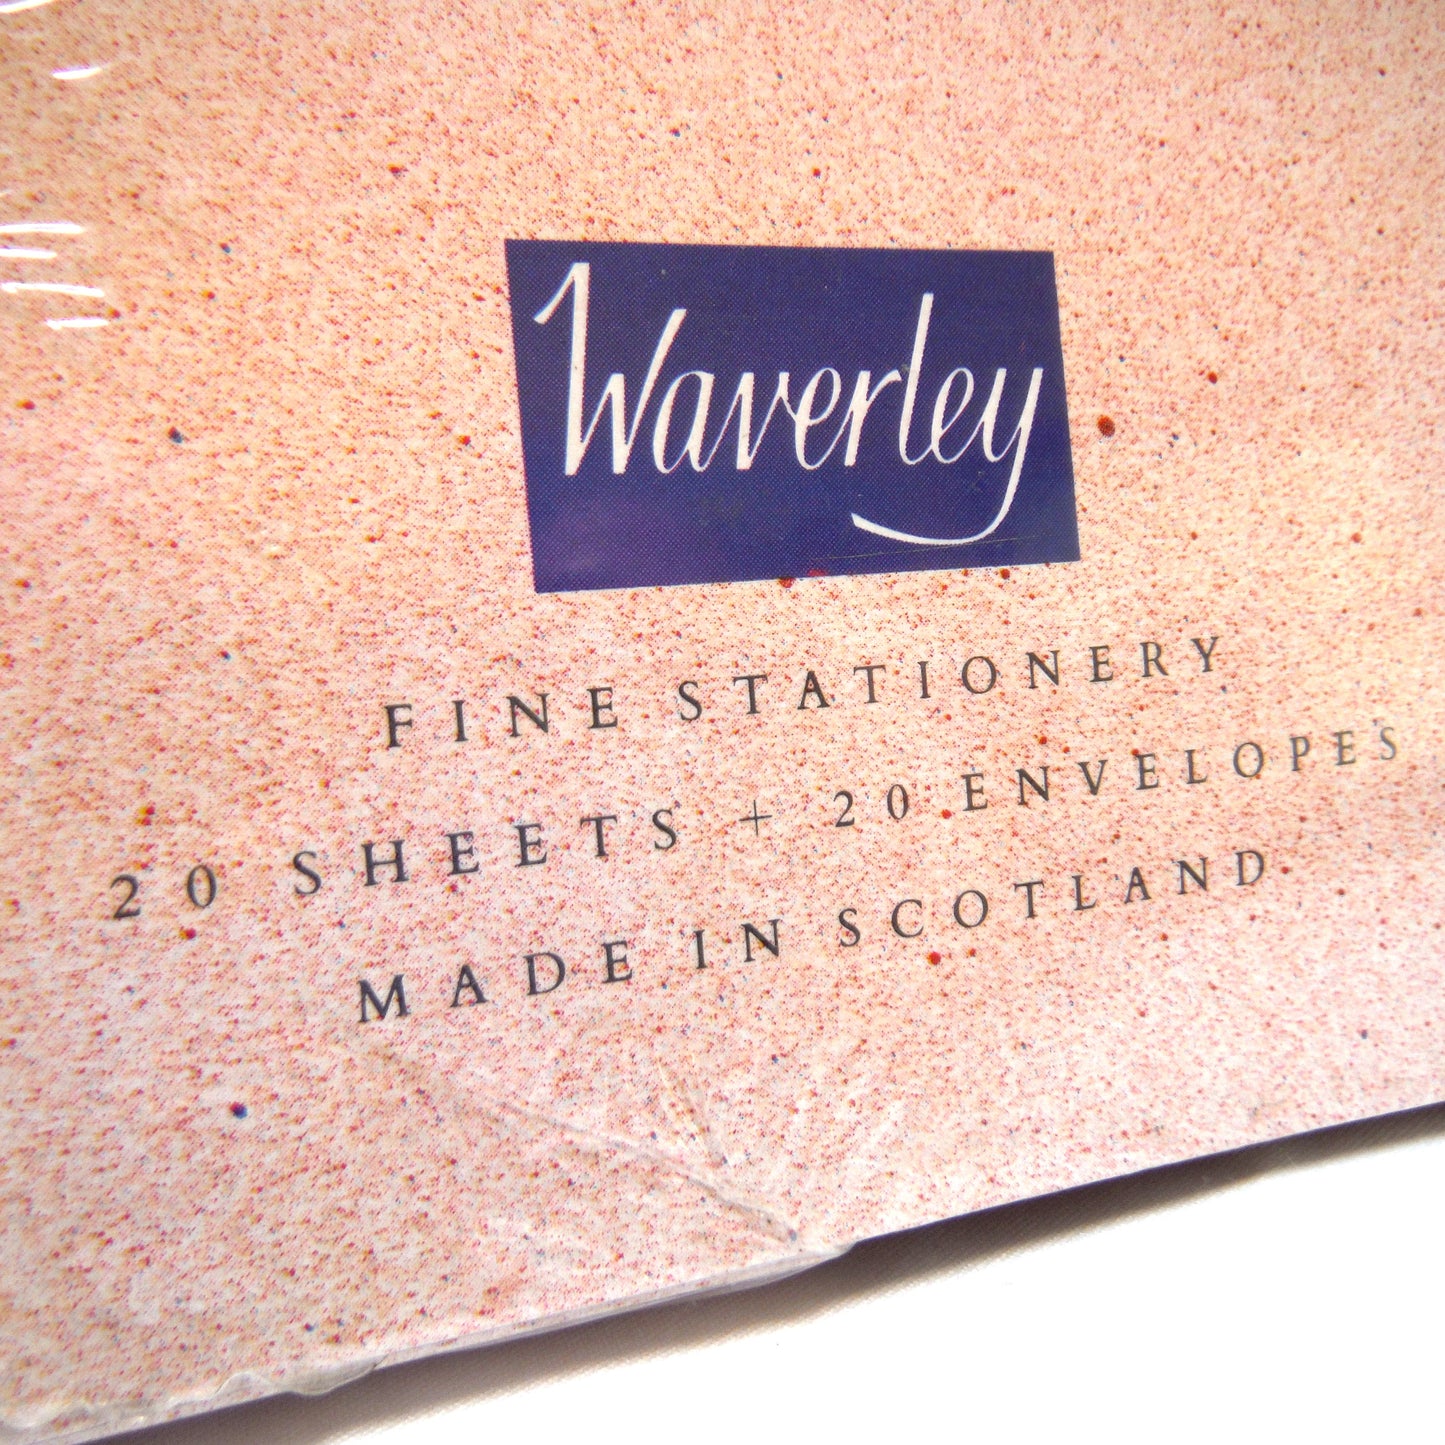 Waverley
FINE STATIONERY
20 SHEETS + 20 ENVELOPES
MADE IN SCOTLAND